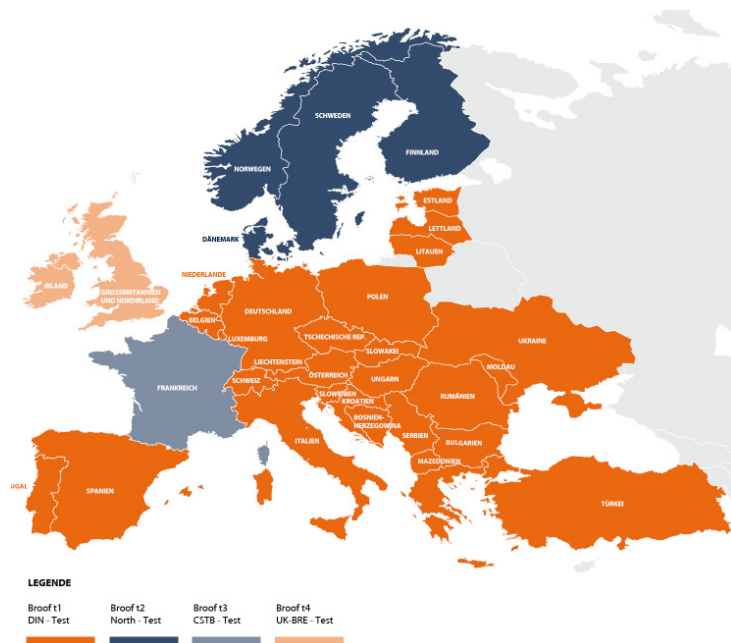 SCHWEDEN
FINNLAND
NORWEGEN
ESTLAND
LETTLAND
DÄNEMARK
LITAUEN
NIEDERLANDE
IRLAND
GROSSBRITANNIEN
UND NORDIRLAND
POLEN
DEUTSCHLAND
BELGIEN
TSCHECHISCHE REP.
LUXEMBURG
UKRAINE
SLOWAKEI
LIECHTENSTEIN
MOLDAU
ÖSTERREICH
SCHWEIZ
UNGARN
FRANKREICH
SLOWENIEN
RUMÄNIEN
KROATIEN
BOSNIEN-
HERZEGOWINA
SERBIEN
ITALIEN
BULGARIEN
MAZEDONIEN
UGAL
SPANIEN
TÜRKEI
LEGENDE
Broof t1 Broof t2 Broof t3 Broof t4
DIN - Test North - Test CSTB - Test UK-BRE - Test